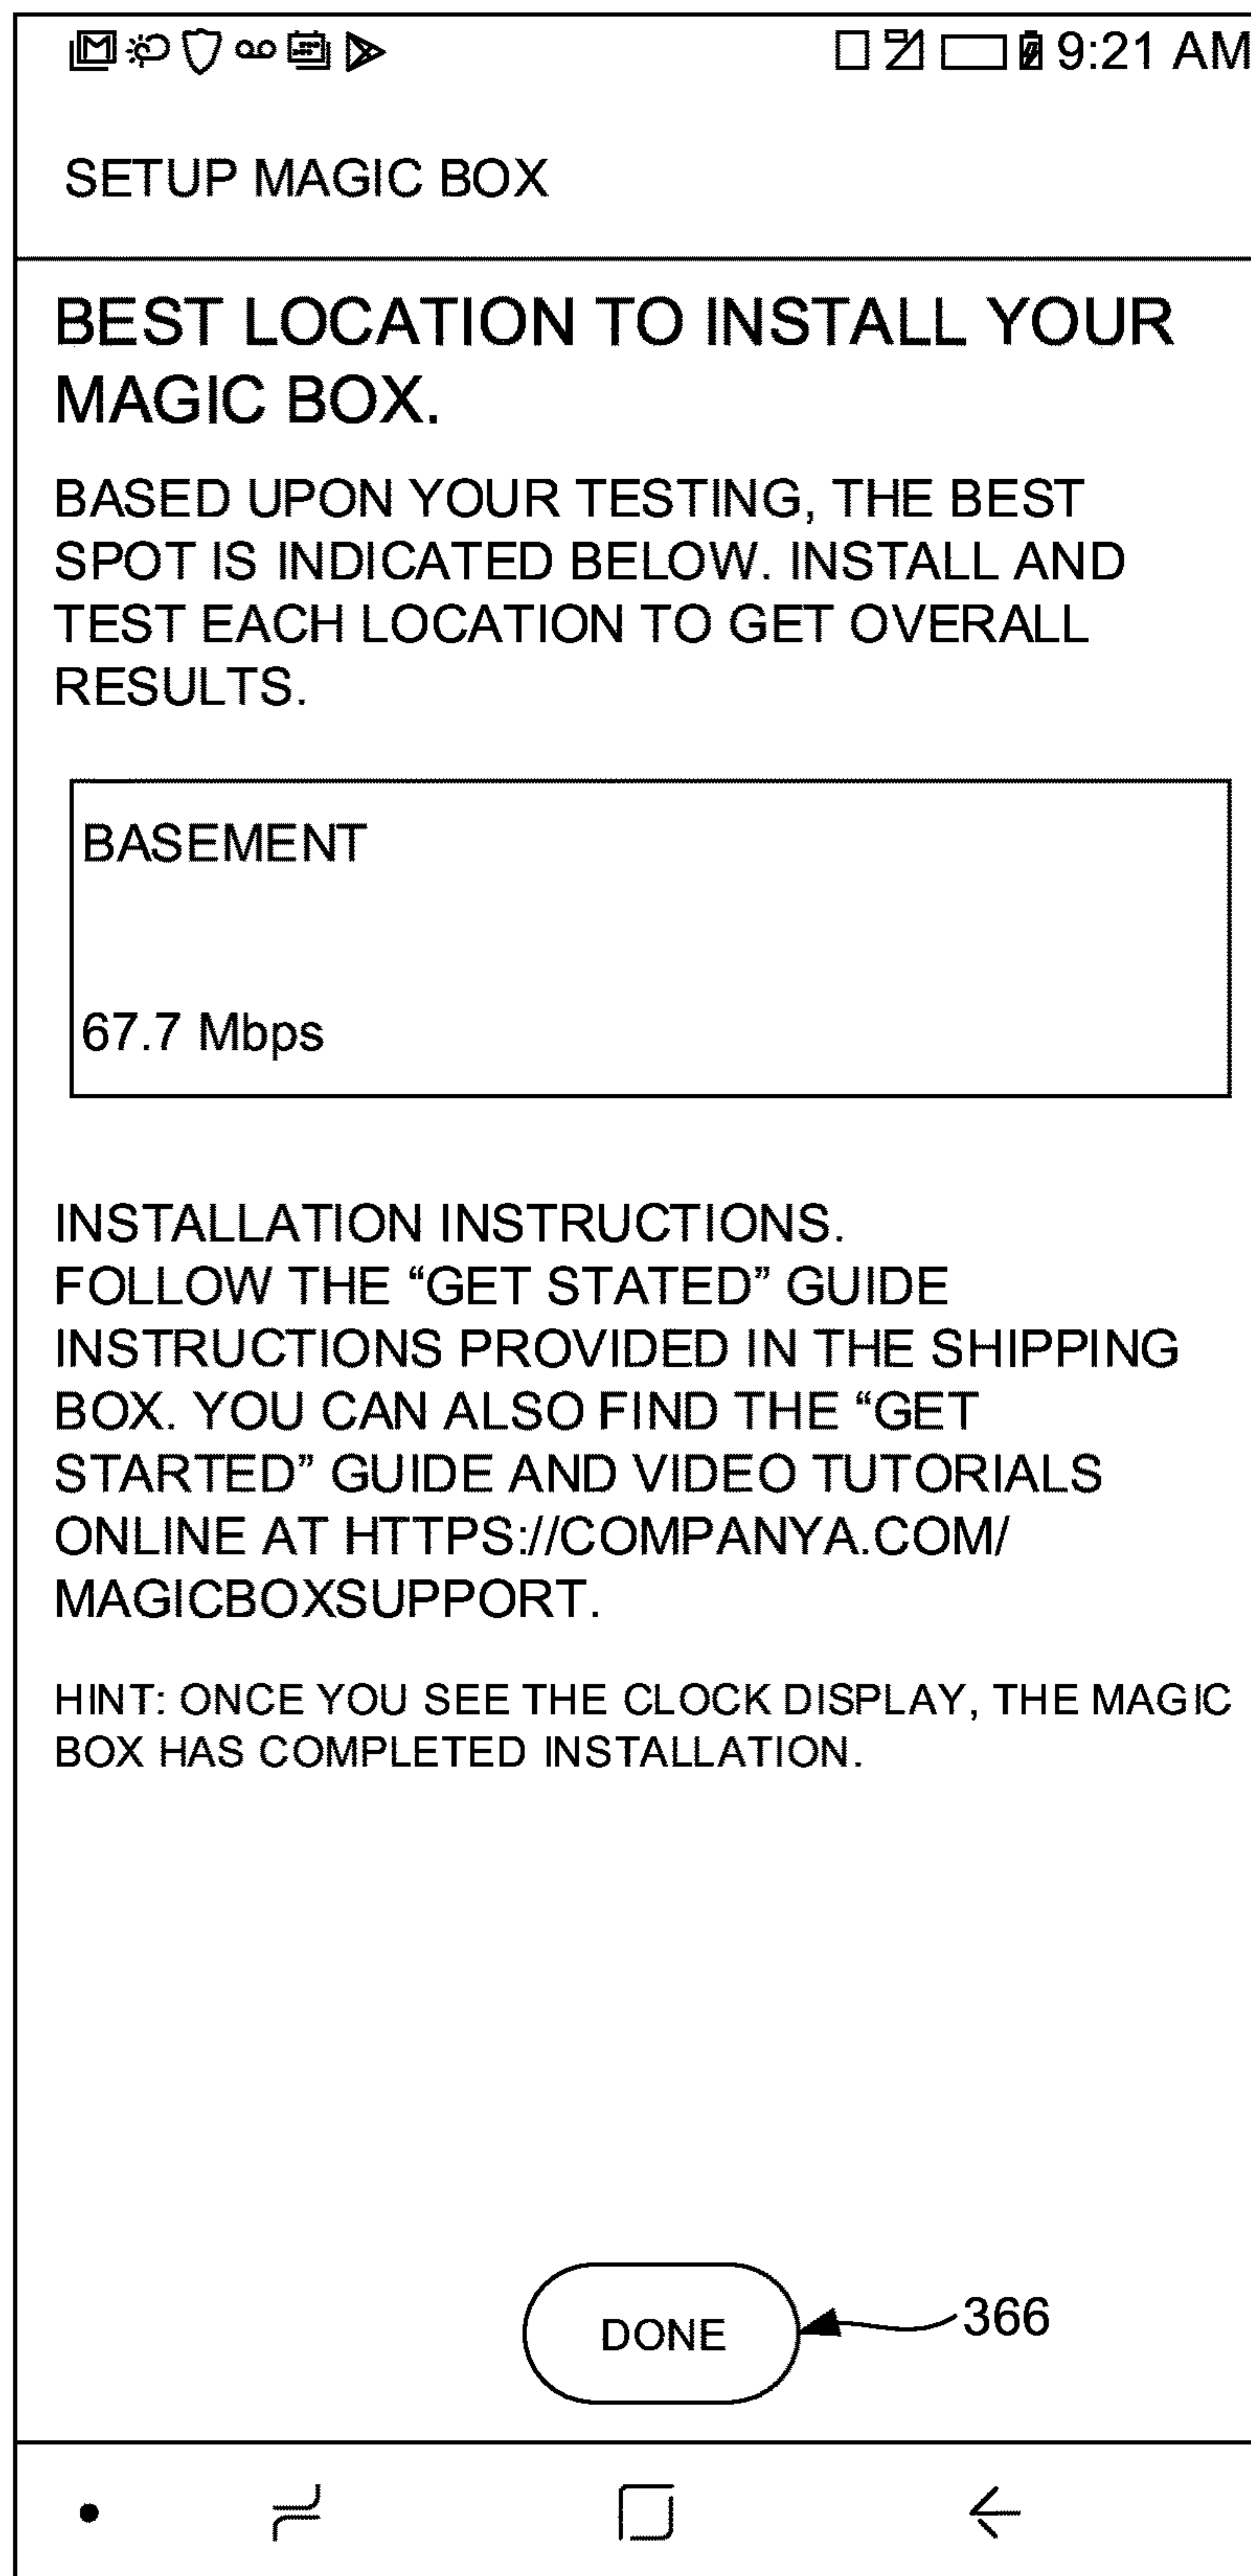 9:21 AM
SETUP MAGIC BOX
BEST LOCATION TO INSTALL YOUR
MAGIC BOX.
BASED UPON YOUR TESTING, THE BEST
SPOT IS INDICATED BELOW. INSTALL AND
TEST EACH LOCATION TO GET OVERALL
RESULTS.
BASEMENT
67.7 Mbps
INSTALLATION INSTRUCTIONS.
FOLLOW THE “GET STATED” GUIDE
INSTRUCTIONS PROVIDED IN THE SHIPPING
BOX. YOU CAN ALSO FIND THE “GET
STARTED” GUIDE AND VIDEO TUTORIALS
ONLINE AT HTTPS://COMPANYA.COM/
MAGICBOXSUPPORT.
HINT: ONCE YOU SEE THE CLOCK DISPLAY, THE MAGIC
BOX HAS COMPLETED INSTALLATION.
DONE
366